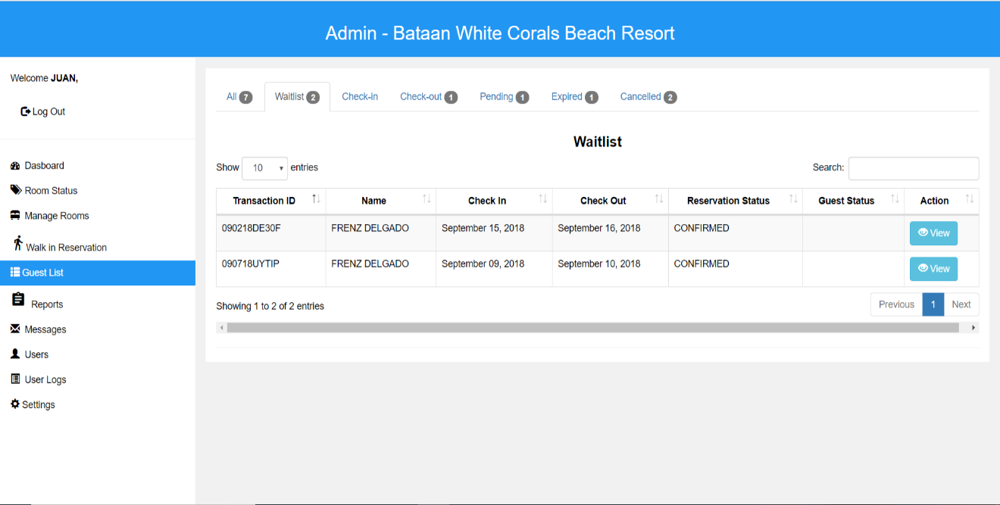 Admin - Bataan White Corals Beach Resort
Welcome JUAN,
Log Out
Dasboard
Room Status
Manage Rooms
Walk in Reservation
Guest List
Reports
Messages
Users
User Logs
Settings
All 7 Waitlist 2 Check-in Check-out 1 Pending 1 Expired 1 Cancelled 2
Waitlist
Show 10 entries Search:
Transaction ID Name Check In Check Out Reservation Status Guest Status Action
090218DE30F FRENZ DELGADO September 15, 2018 September 16, 2018 CONFIRMED View
090718UYTIP FRENZ DELGADO September 09, 2018 September 10, 2018 CONFIRMED View
Showing 1 to 2 of 2 entries Previous 1 Next